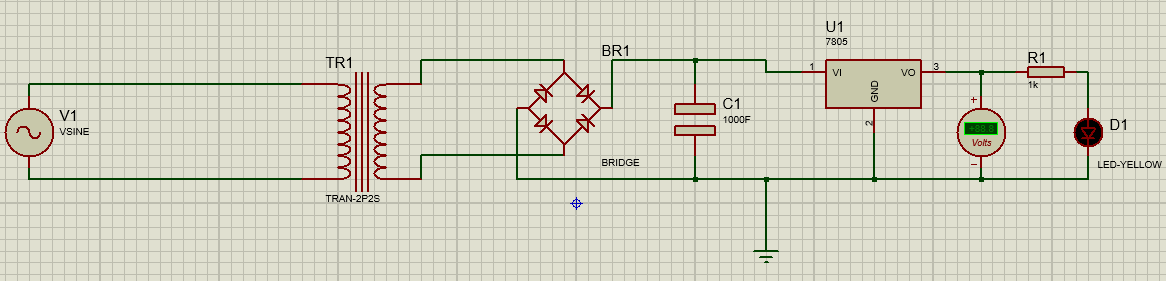 V1
VSINE
TR1
TRAN-2P2S
BR1
BRIDGE
C1
1000F
U1
7805
1
VI
VO
3
GND
2
+
Volts
R1
1k
D1
LED-YELLOW